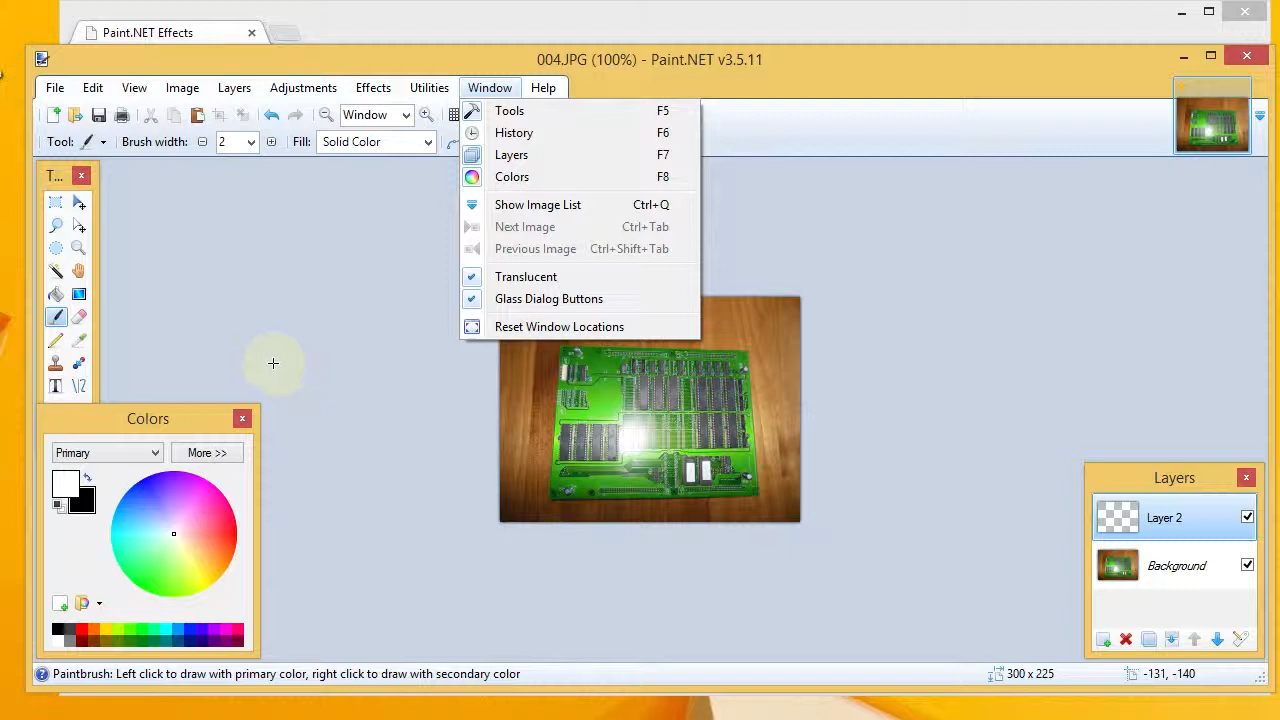 Paint.NET Effects
004.JPG (100%) - Paint.NET v3.5.11
File Edit View Image Layers Adjustments Effects Utilities Window Help
Window
Tool: Brush width: 2 Fill: Solid Color
Tools F5
History F6
Layers F7
Colors F8
Show Image List Ctrl+Q
Next Image Ctrl+Tab
Previous Image Ctrl+Shift+Tab
Translucent
Glass Dialog Buttons
Reset Window Locations
T...
Colors
Primary More >>
Layers
Layer 2
Background
Paintbrush: Left click to draw with primary color, right click to draw with secondary color 300 x 225 -131, -140